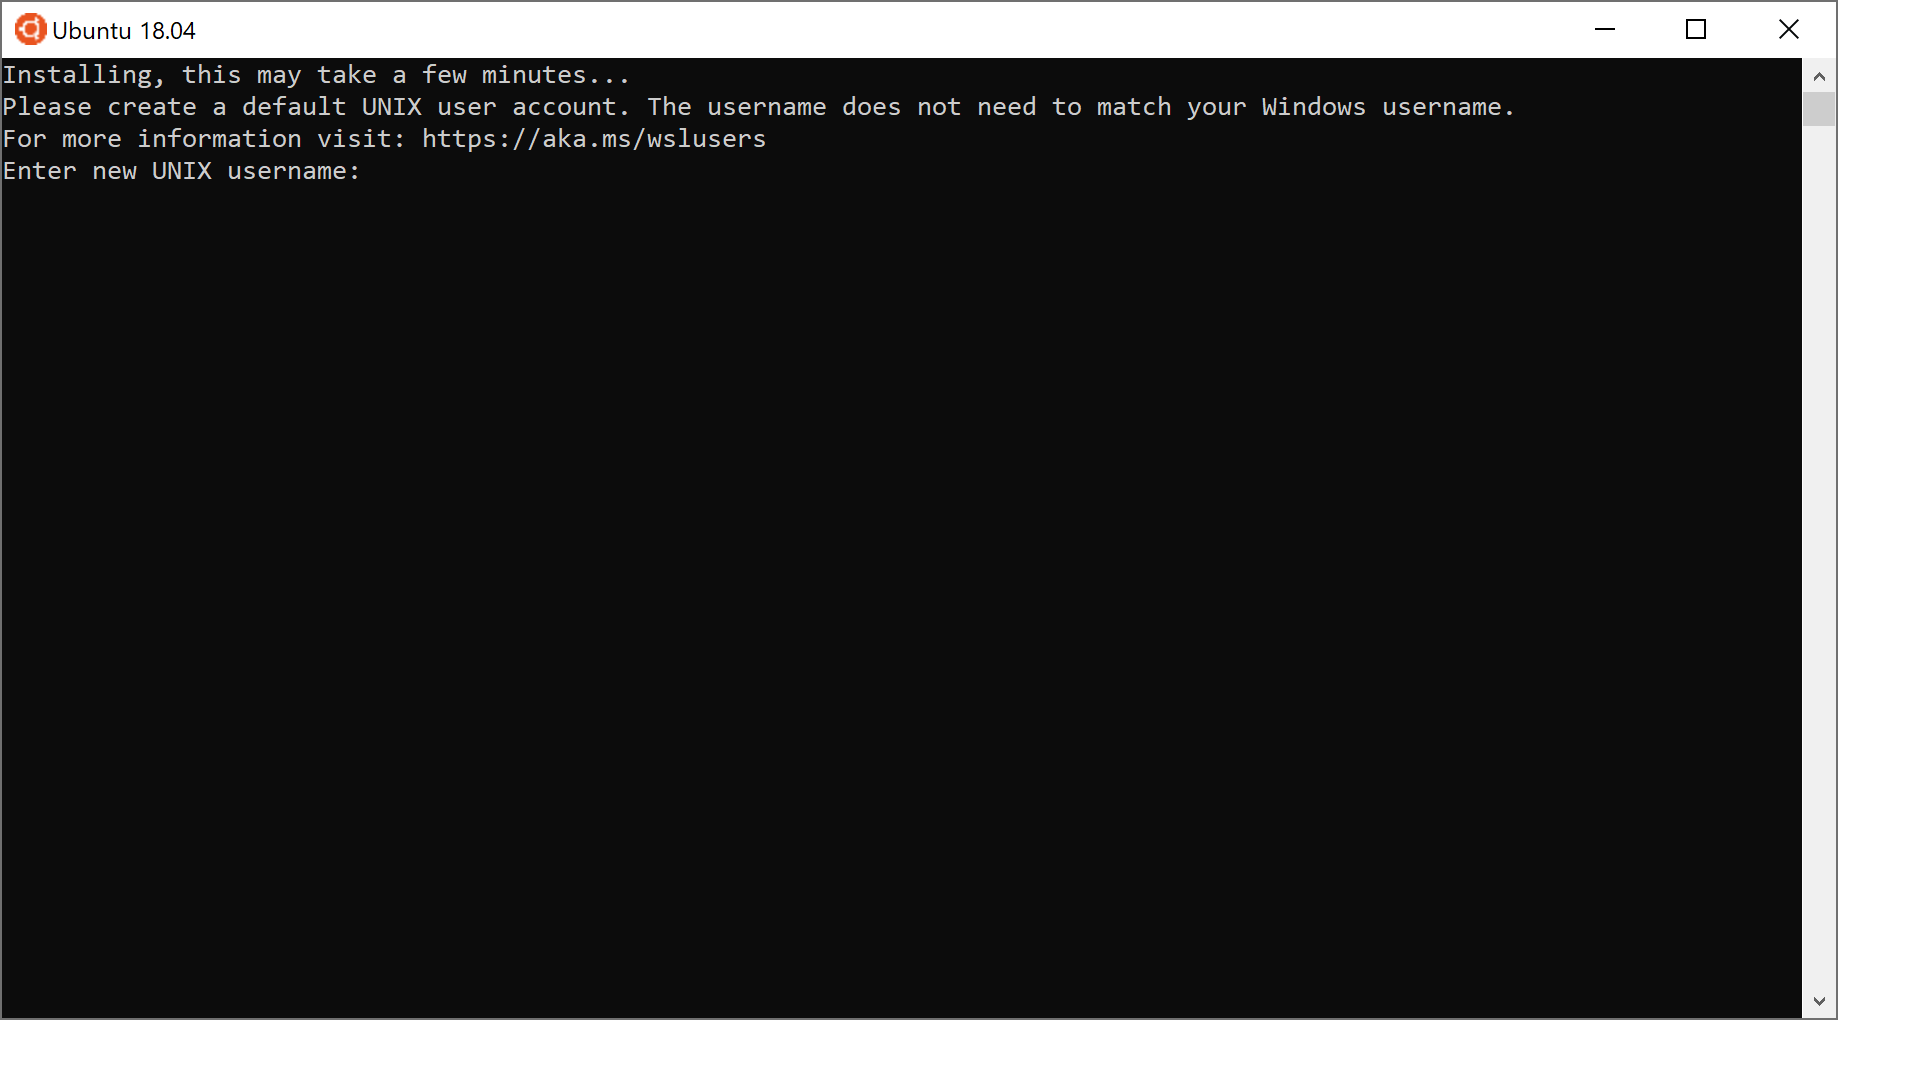 Ubuntu 18.04
Installing, this may take a few minutes...
Please create a default UNIX user account. The username does not need to match your Windows username.
For more information visit: https://aka.ms/wslusers
Enter new UNIX username: